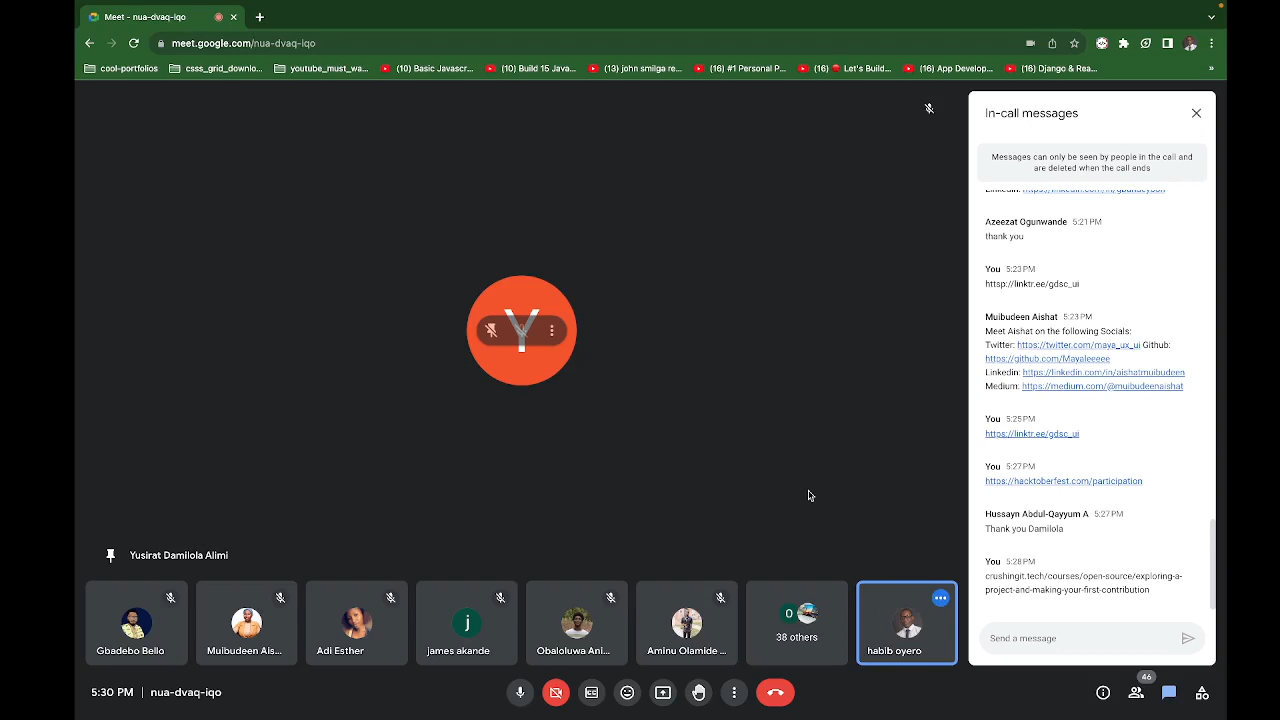 Meet - nua-dvaq-iqo
meet.google.com/nua-dvaq-iqo
cool-portfolios
csss_grid_downlo...
youtube_must_wa...
(10) Basic Javascr...
(10) Build 15 Java...
(13) john smilga re...
(16) #1 Personal P...
(16) 🔴 Let's Build...
(16) App Develop...
(16) Django & Rea...
»
In-call messages
Messages can only be seen by people in the call and
are deleted when the call ends
Azeezat Ogunwande 5:21 PM
thank you
You 5:23 PM
httsp://linktr.ee/gdsc_ui
Muibudeen Aishat 5:23 PM
Meet Aishat on the following Socials:
Twitter: https://twitter.com/maya_ux_ui Github:
https://github.com/Mayaleeeee
Linkedin: https://linkedin.com/in/aishatmuibudeen
Medium: https://medium.com/@muibudeenaishat
You 5:25 PM
https://linktr.ee/gdsc_ui
You 5:27 PM
https://hacktoberfest.com/participation
Hussayn Abdul-Qayyum A 5:27 PM
Thank you Damilola
You 5:28 PM
crushingit.tech/courses/open-source/exploring-a-
project-and-making-your-first-contribution
Send a message
Y
Yusirat Damilola Alimi
Gbadebo Bello
Muibudeen Ais...
Adi Esther
j
james akande
Obaloluwa Ani...
Aminu Olamide ...
O
38 others
habib oyero
5:30 PM | nua-dvaq-iqo
46